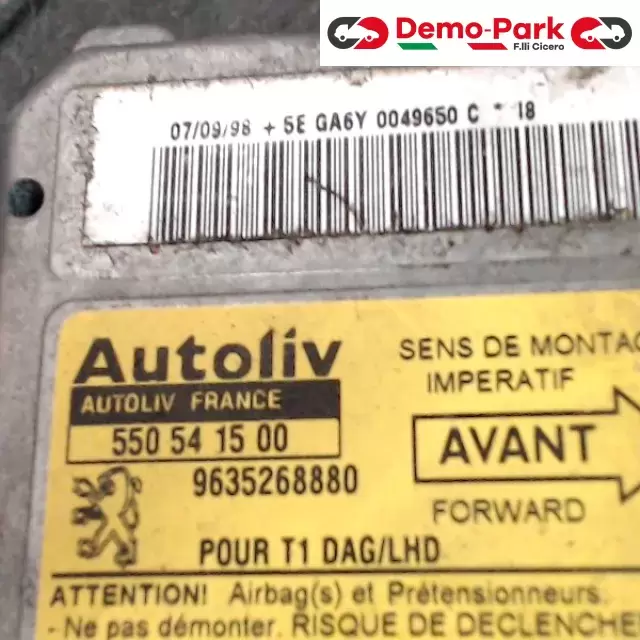 Demo-Park
F.lli Cicero
07/09/98 + 5E GA6Y 0049650 C * 18
Autoliv
AUTOLIV FRANCE
550 54 15 00
9635268880
POUR T1 DAG/LHD
SENS DE MONTAG
IMPERATIF
AVANT
FORWARD
ATTENTION! Airbag(s) et Prétensionneurs.
- Ne pas démonter. RISQUE DE DECLENCHE